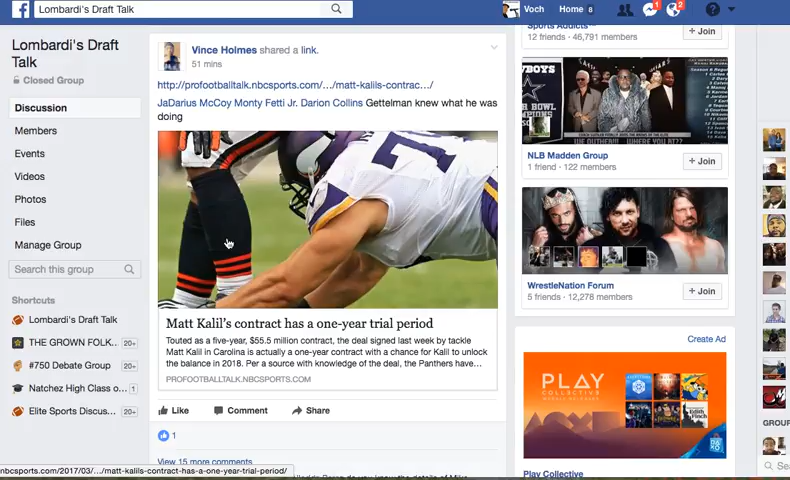 Lombardi's Draft Talk
Voch
Home 8
1
2
Lombardi's Draft
Talk
Closed Group
Discussion
Members
Events
Videos
Photos
Files
Manage Group
Search this group
Shortcuts
Lombardi's Draft Talk
THE GROWN FOLK... 20+
#750 Debate Group 20+
Natchez High Class o... 1
Elite Sports Discus... 20+
Vince Holmes shared a link.
51 mins
http://profootballtalk.nbcsports.com/.../matt-kalils-contrac.../
JaDarius McCoy Monty Fetti Jr. Darion Collins Gettelman knew what he was
doing
7
Matt Kalil's contract has a one-year trial period
Touted as a five-year, $55.5 million contract, the deal signed last week by tackle
Matt Kalil in Carolina is actually a one-year contract with a chance for Kalil to unlock
the balance in 2018. Per a source with knowledge of the deal, the Panthers have...
PROFOOTBALLTALK.NBCSPORTS.COM
Like
Comment
Share
1
View 15 more comments
nbcsports.com/2017/03/.../matt-kalils-contract-has-a-one-year-trial-period/
Sports Addicts
12 friends · 46,791 members
+ Join
NLB Madden Group
1 friend · 122 members
+ Join
WrestleNation Forum
5 friends · 12,278 members
+ Join
Create Ad
PLAY
COLLECTIVE
Edith
Finch
Play Collective
GROUP
Sea